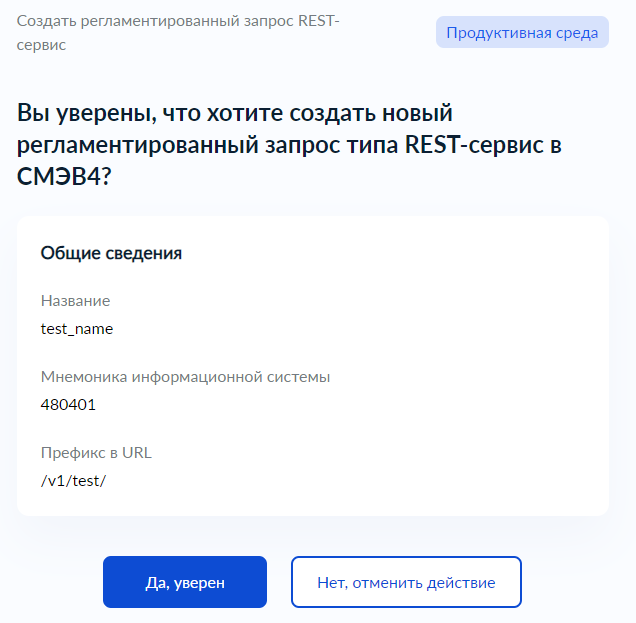 Создать регламентированный запрос REST-
сервис
Продуктивная среда
Вы уверены, что хотите создать новый
регламентированный запрос типа REST-сервис в
СМЭВ4?
Общие сведения
Название
test_name
Мнемоника информационной системы
480401
Префикс в URL
/v1/test/
Да, уверен
Нет, отменить действие